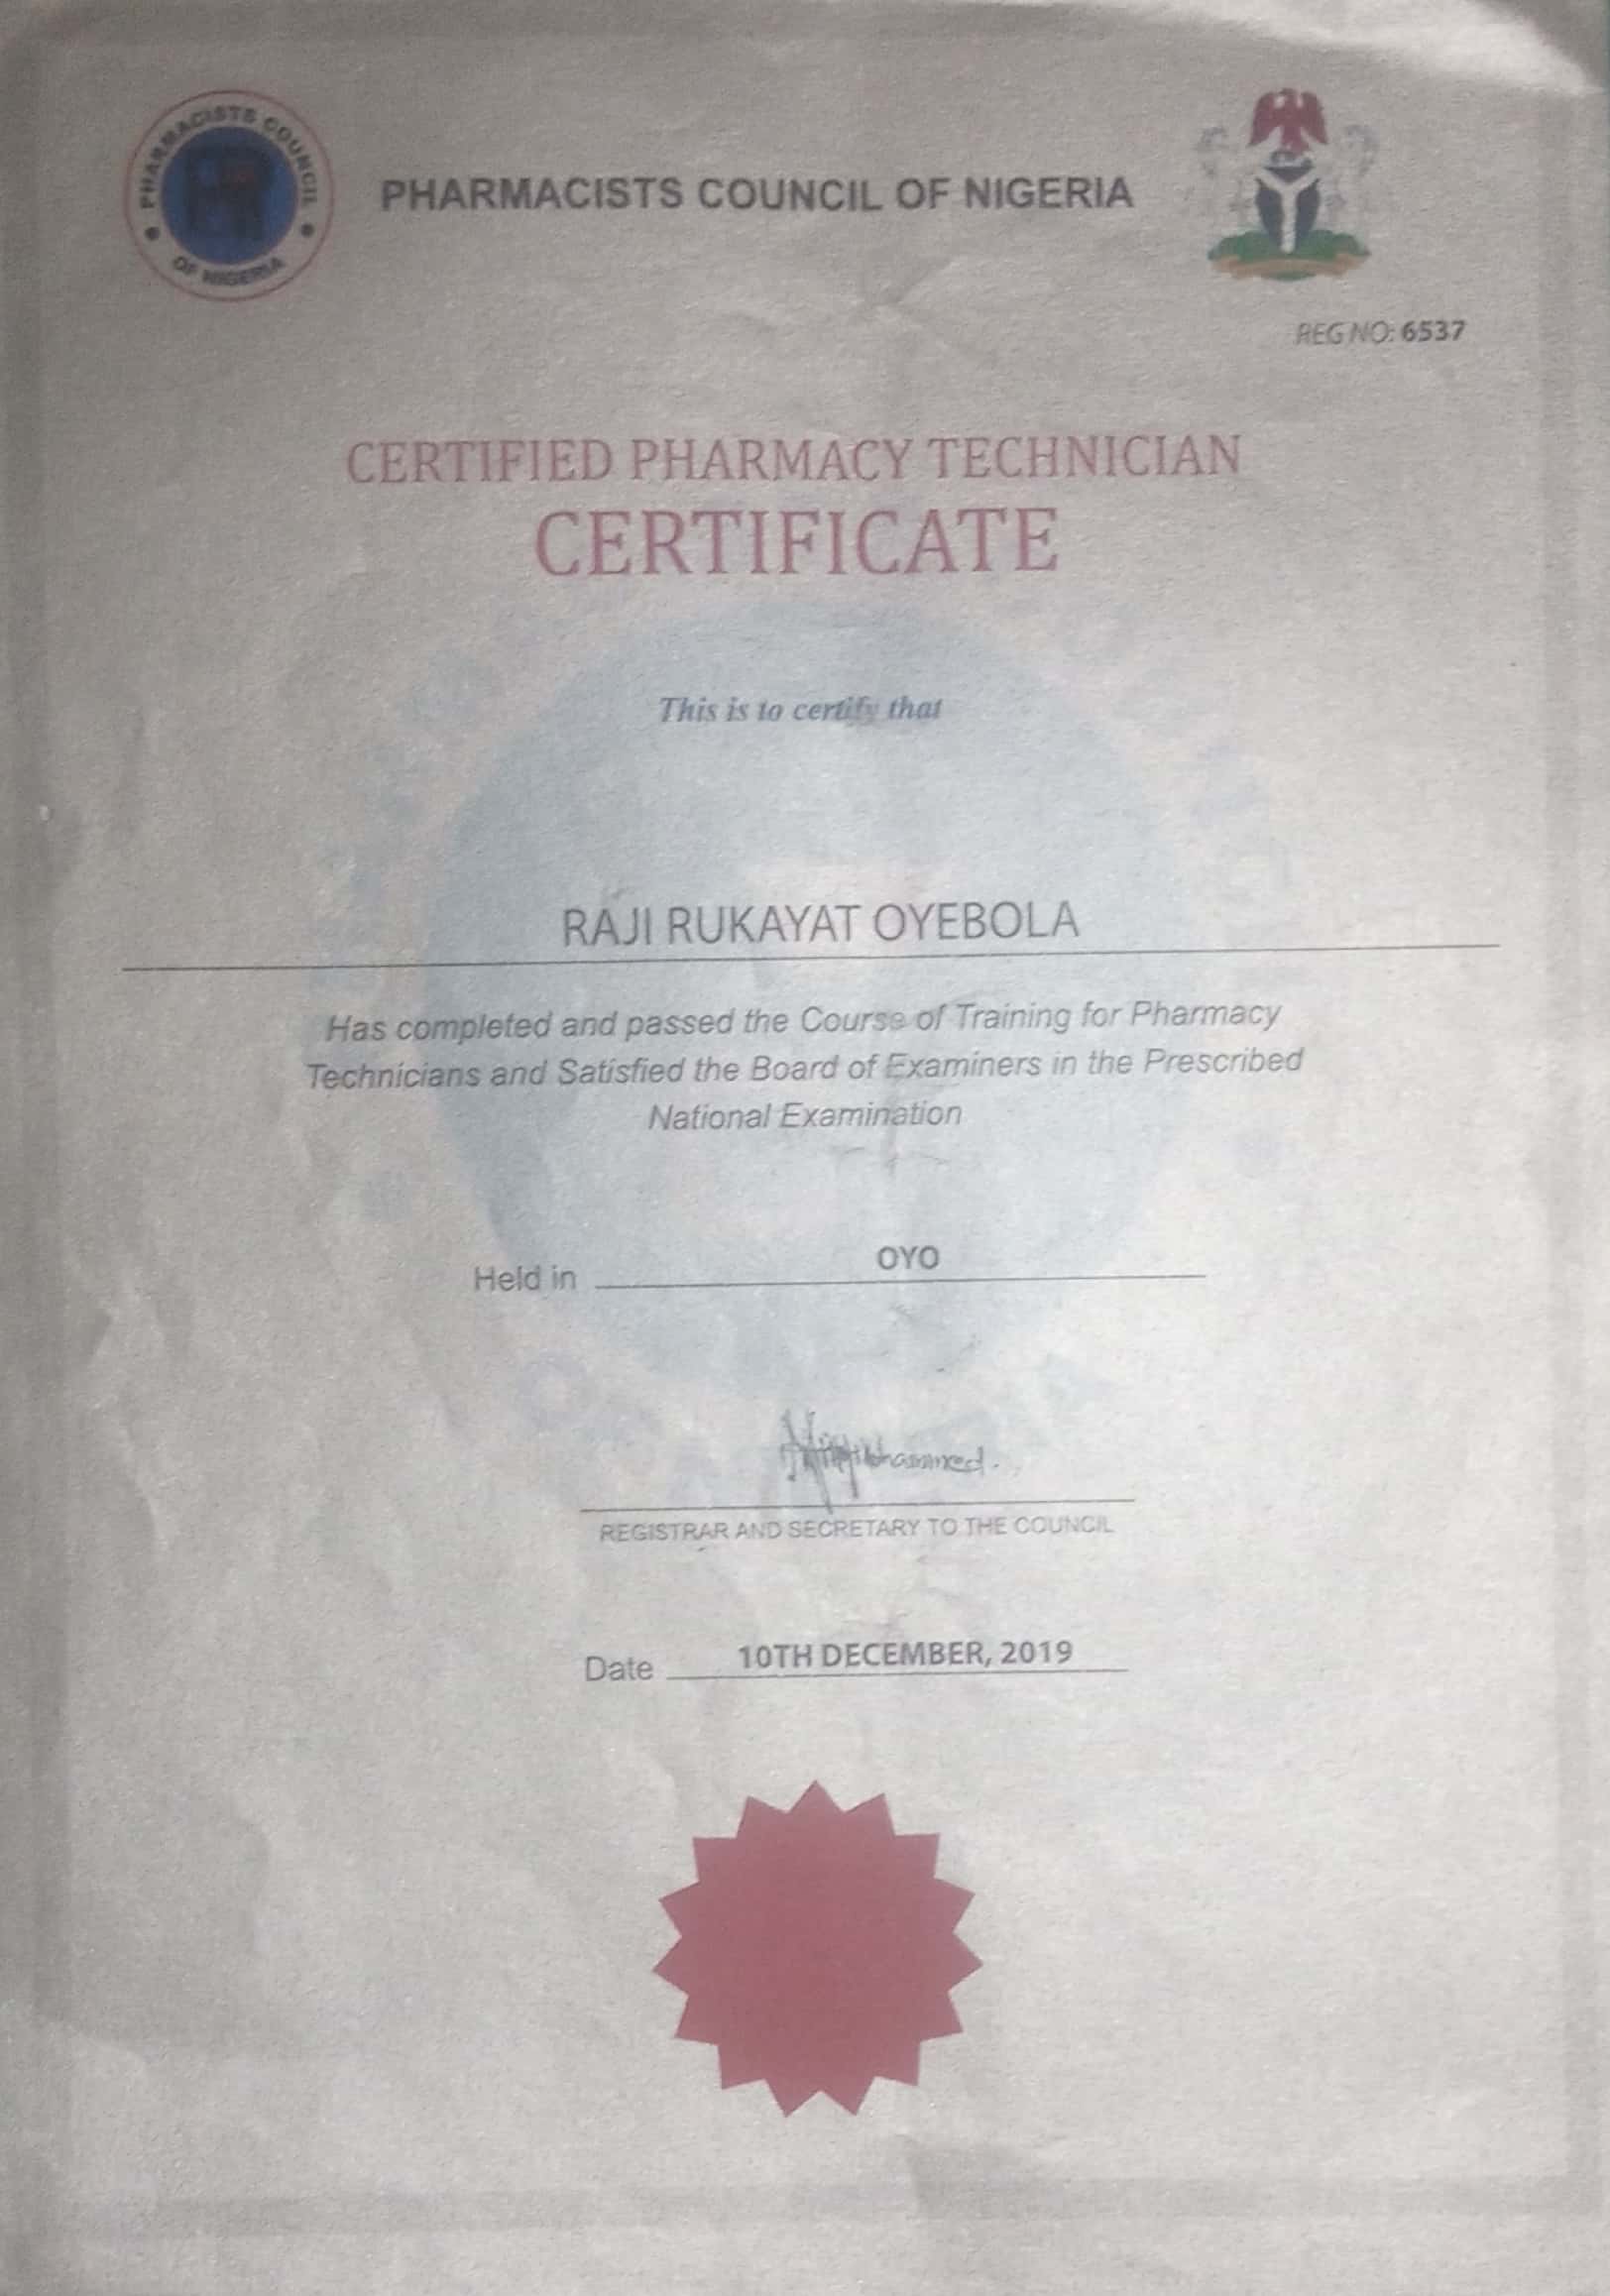 PHARMACISTS COUNCIL OF NIGERIA
PHARMACISTS COUNCIL OF NIGERIA
REG NO: 6537
CERTIFIED PHARMACY TECHNICIAN
CERTIFICATE
This is to certify that
RAJI RUKAYAT OYEBOLA
Has completed and passed the Course of Training for Pharmacy
Technicians and Satisfied the Board of Examiners in the Prescribed
National Examination
Held in OYO
REGISTRAR AND SECRETARY TO THE COUNCIL
Date 10TH DECEMBER, 2019